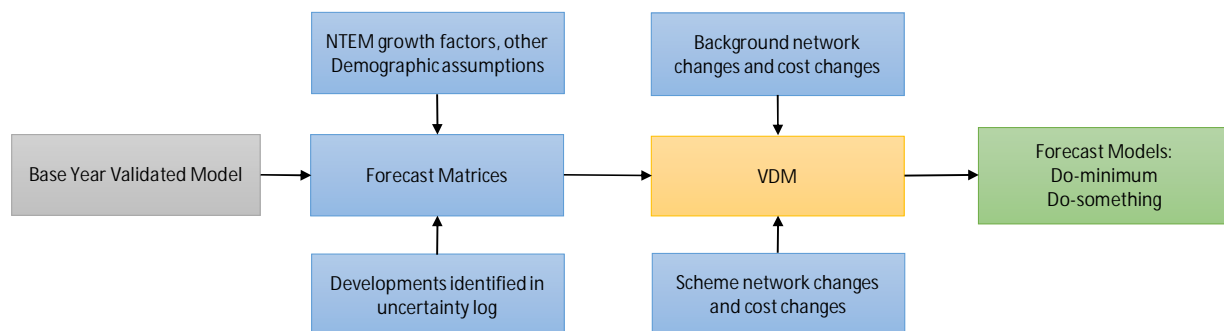 NTEM growth factors, other
Demographic assumptions
Background network
changes and cost changes
Base Year Validated Model
Forecast Matrices
VDM
Forecast Models:
Do-minimum
Do-something
Developments identified in
uncertainty log
Scheme network changes
and cost changes